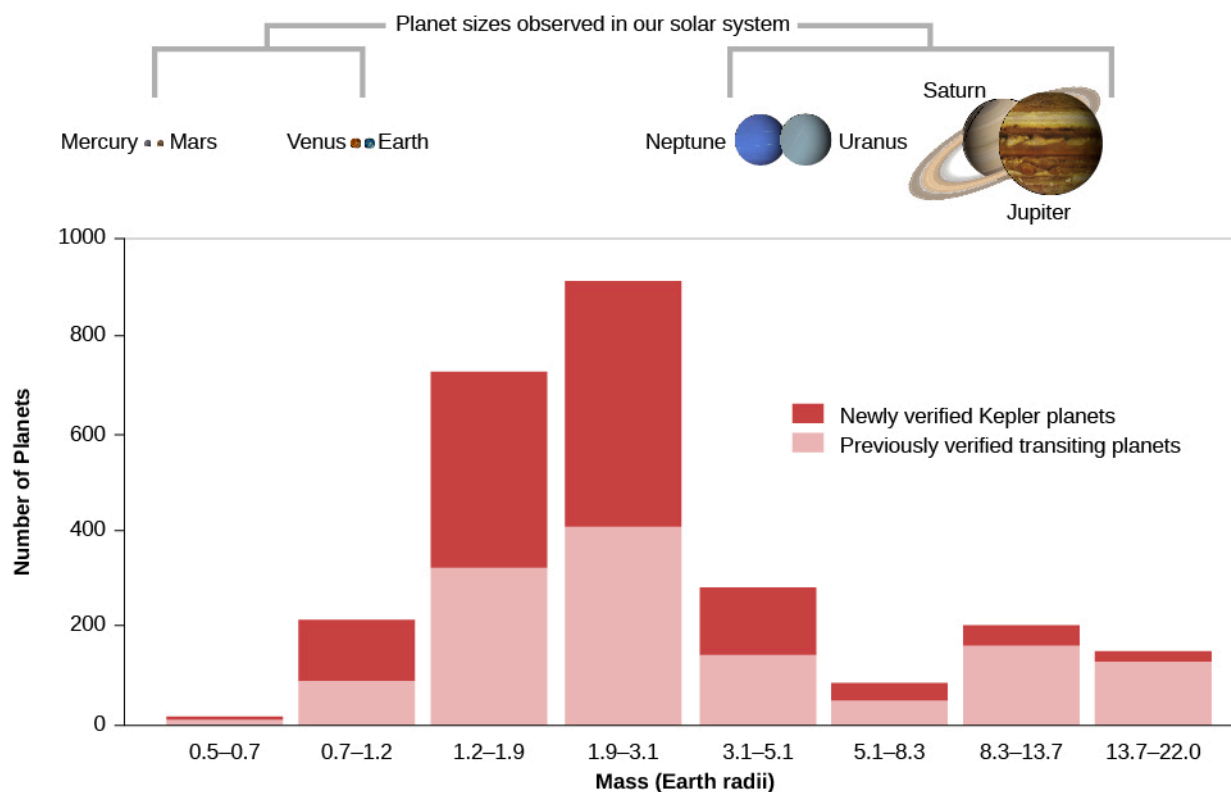 Planet sizes observed in our solar system
Saturn
Mercury Mars Venus Earth Neptune Uranus
Jupiter
1000
800
600
400
200
0
Number of Planets
Newly verified Kepler planets
Previously verified transiting planets
0.5–0.7 0.7–1.2 1.2–1.9 1.9–3.1 3.1–5.1 5.1–8.3 8.3–13.7 13.7–22.0
Mass (Earth radii)